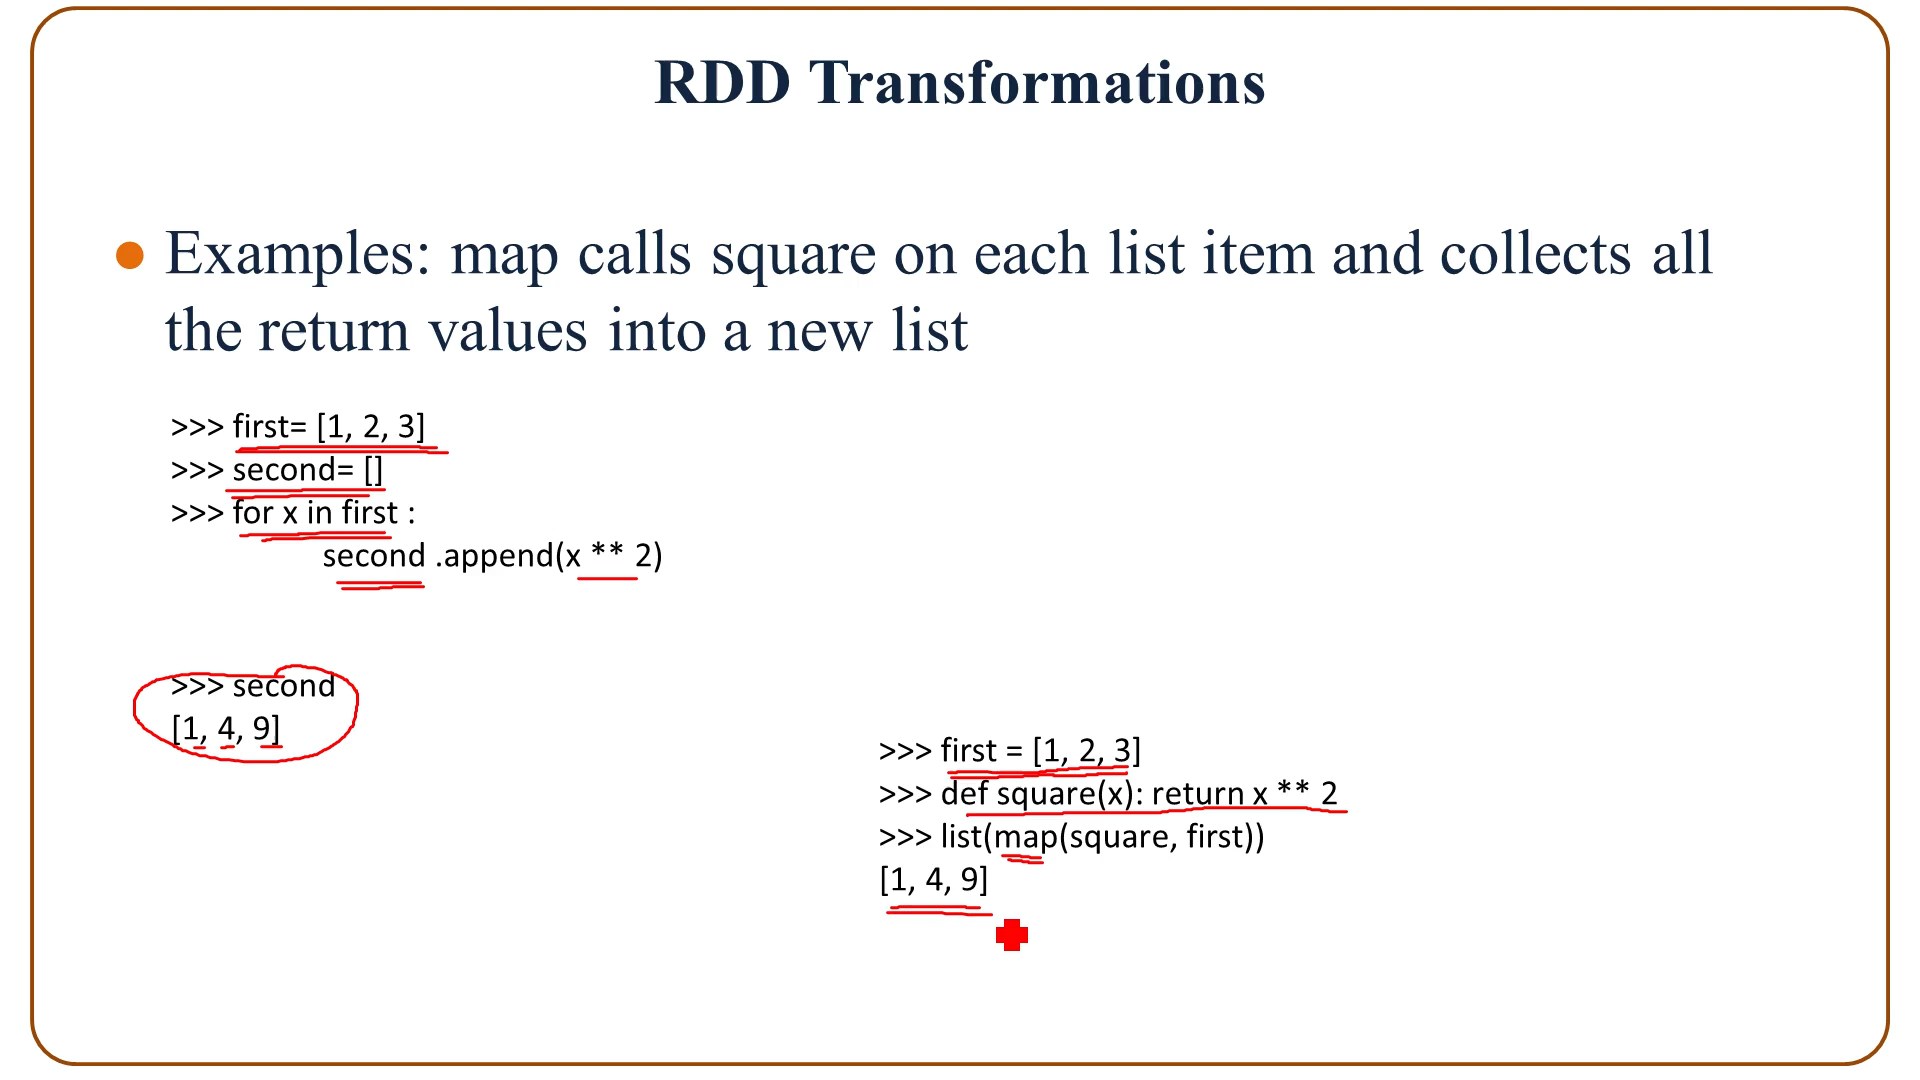 RDD Transformations
Examples: map calls square on each list item and collects all
the return values into a new list
>>> first= [1, 2, 3]
>>> second= []
>>> for x in first :
second .append(x ** 2)
>>> second
[1, 4, 9]
>>> first = [1, 2, 3]
>>> def square(x): return x ** 2
>>> list(map(square, first))
[1, 4, 9]